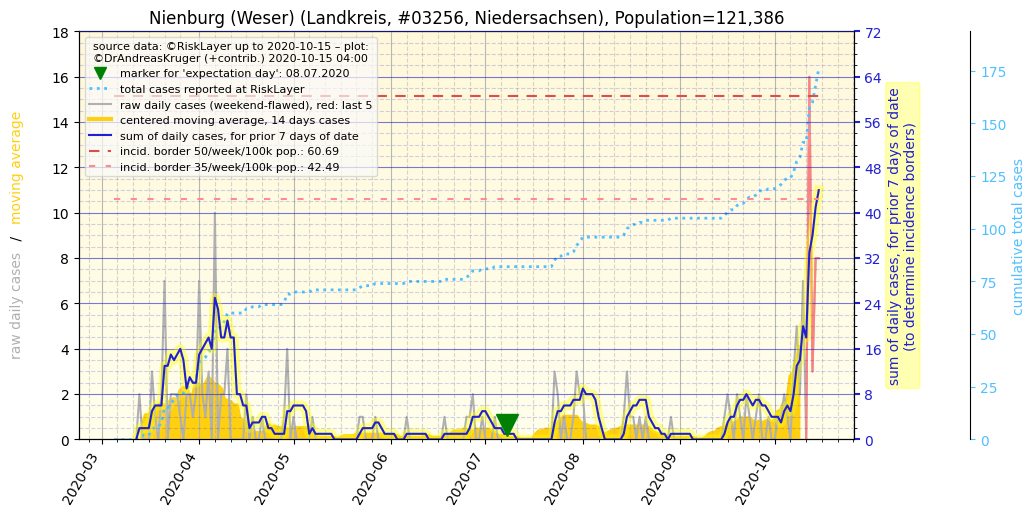 Nienburg (Weser) (Landkreis, #03256, Niedersachsen), Population=121,386
source data: ©RiskLayer up to 2020-10-15 – plot:
©DrAndreasKruger (+contrib.) 2020-10-15 04:00
marker for 'expectation day': 08.07.2020
total cases reported at RiskLayer
raw daily cases (weekend-flawed), red: last 5
centered moving average, 14 days cases
sum of daily cases, for prior 7 days of date
incid. border 50/week/100k pop.: 60.69
incid. border 35/week/100k pop.: 42.49
raw daily cases / moving average
18
16
14
12
10
8
6
4
2
0
72
64
56
48
40
32
24
16
8
0
sum of daily cases, for prior 7 days of date
(to determine incidence borders)
175
150
125
100
75
50
25
0
cumulative total cases
2020-03
2020-04
2020-05
2020-06
2020-07
2020-08
2020-09
2020-10